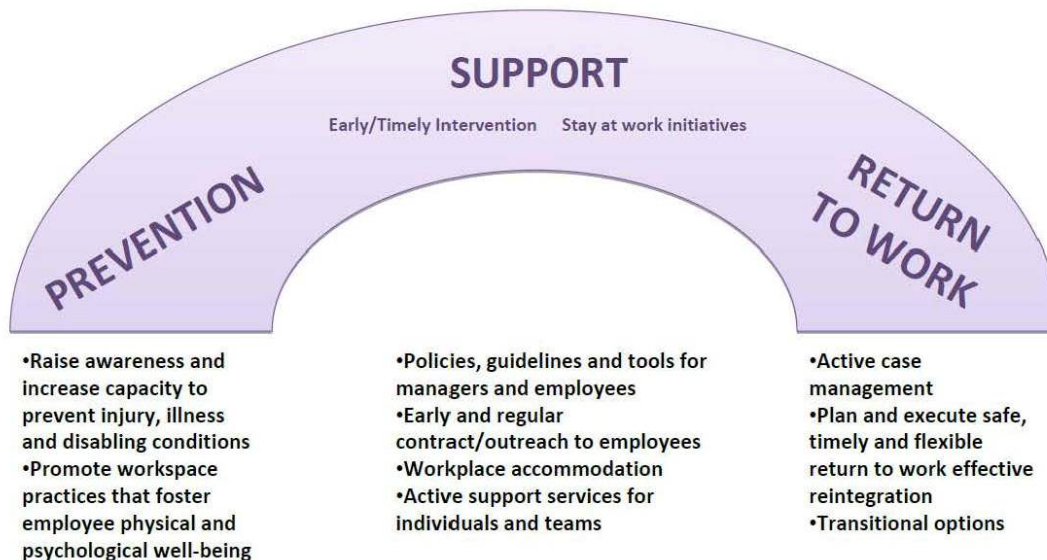 SUPPORT
Early/Timely Intervention Stay at work initiatives
PREVENTION
RETURN
TO WORK
•Raise awareness and
increase capacity to
prevent injury, illness
and disabling conditions
•Promote workspace
practices that foster
employee physical and
psychological well-being
•Policies, guidelines and tools for
managers and employees
•Early and regular
contract/outreach to employees
•Workplace accommodation
•Active support services for
individuals and teams
•Active case
management
•Plan and execute safe,
timely and flexible
return to work effective
reintegration
•Transitional options